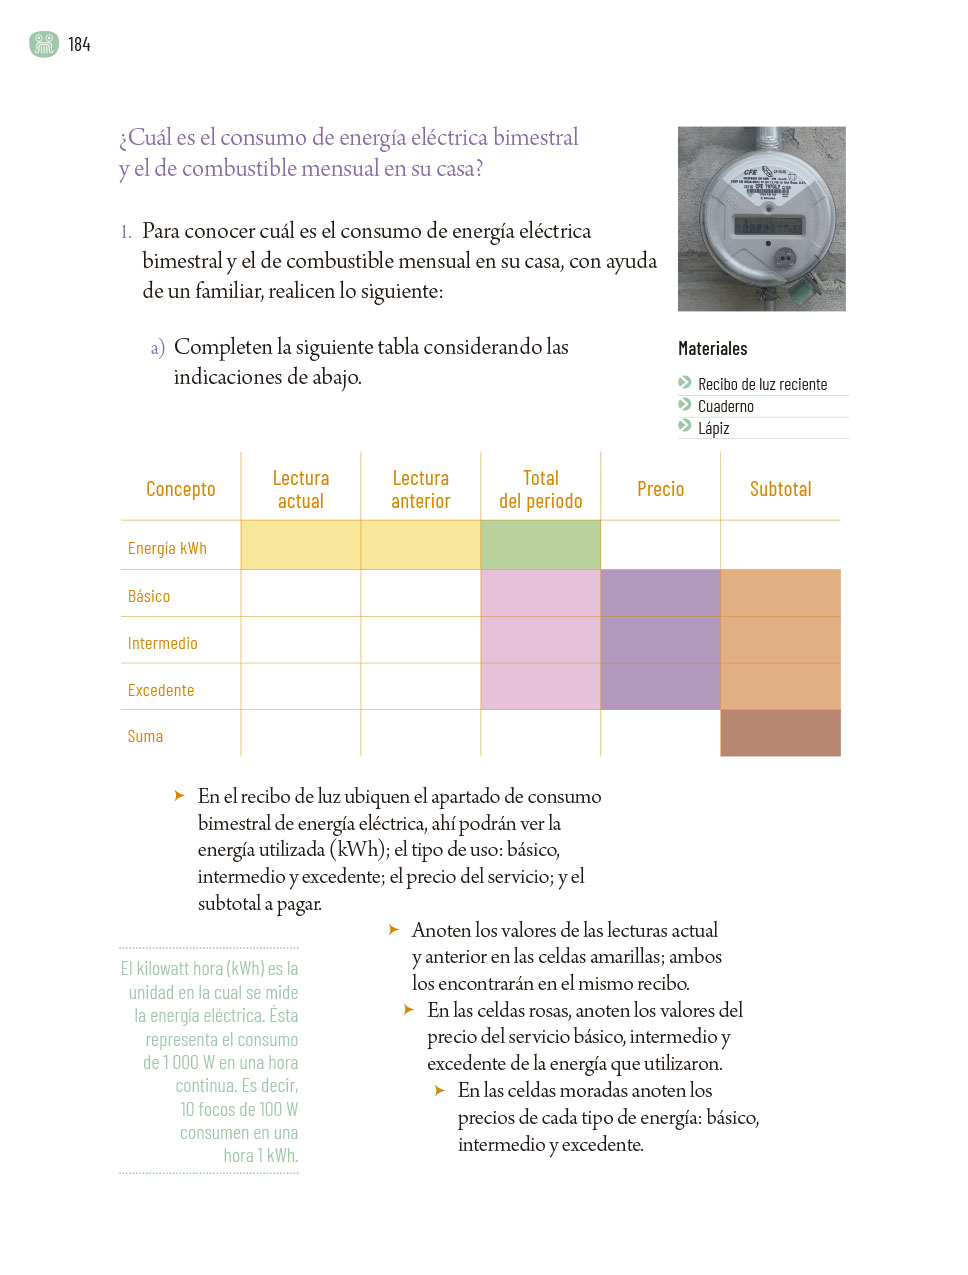 184
¿Cuál es el consumo de energía eléctrica bimestral
y el de combustible mensual en su casa?
1. Para conocer cuál es el consumo de energía eléctrica
bimestral y el de combustible mensual en su casa, con ayuda
de un familiar, realicen lo siguiente:
a) Completen la siguiente tabla considerando las
indicaciones de abajo.
CFE
Materiales
Recibo de luz reciente
Cuaderno
Lápiz
Concepto
Lectura
actual
Lectura
anterior
Total
del periodo
Precio
Subtotal
Energía kWh
Básico
Intermedio
Excedente
Suma
En el recibo de luz ubiquen el apartado de consumo
bimestral de energía eléctrica, ahí podrán ver la
energía utilizada (kWh); el tipo de uso: básico,
intermedio y excedente; el precio del servicio; y el
subtotal a pagar.
Anoten los valores de las lecturas actual
y anterior en las celdas amarillas; ambos
los encontrarán en el mismo recibo.
En las celdas rosas, anoten los valores del
precio del servicio básico, intermedio y
excedente de la energía que utilizaron.
En las celdas moradas anoten los
precios de cada tipo de energía: básico,
intermedio y excedente.
El kilowatt hora (kWh) es la
unidad en la cual se mide
la energía eléctrica. Ésta
representa el consumo
de 1 000 W en una hora
continua. Es decir,
10 focos de 100 W
consumen en una
hora 1 kWh.